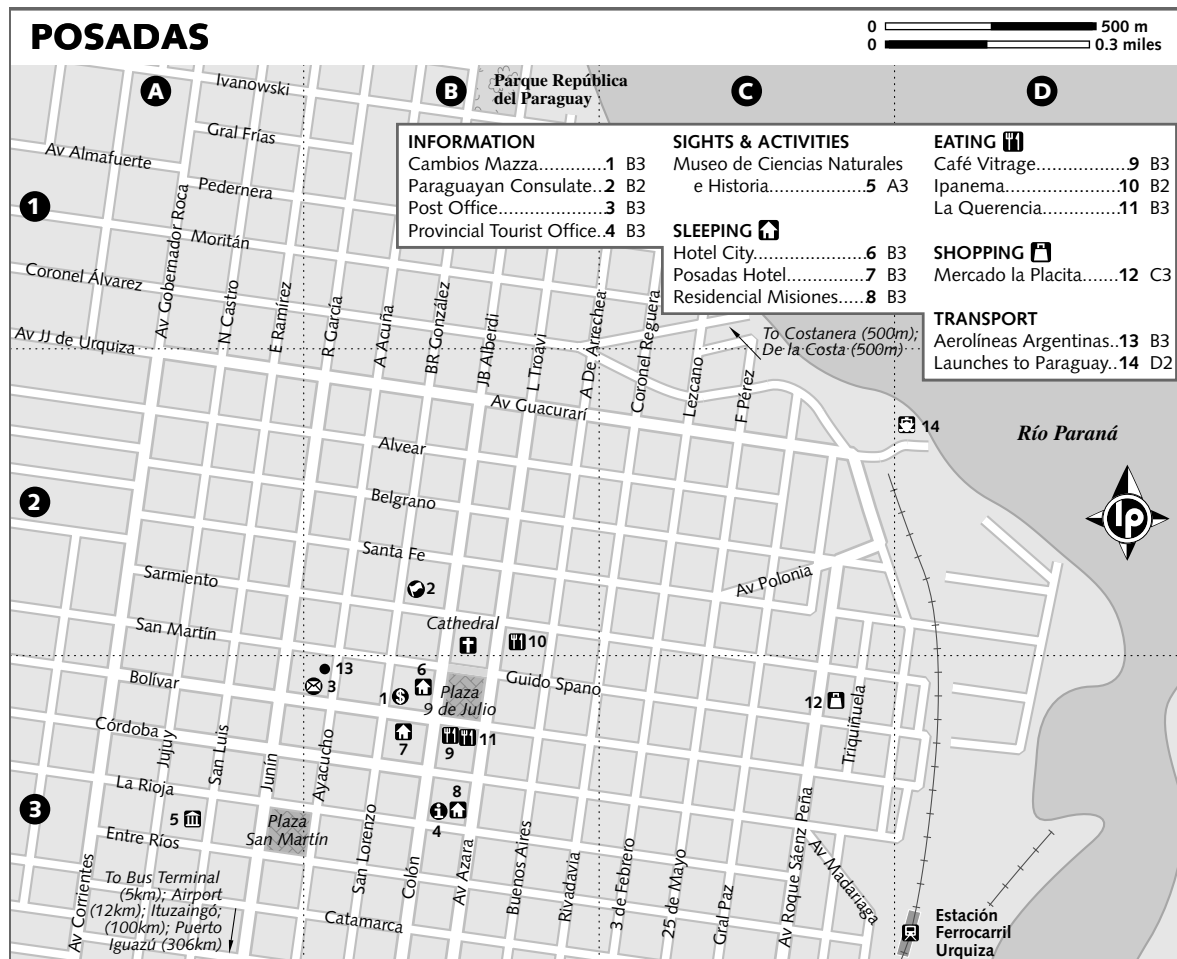 POSADAS
0 500 m
0 0.3 miles
A
B
C
D
1
2
3
Parque República
del Paraguay
INFORMATION
Cambios Mazza..........1 B3
Paraguayan Consulate..2 B2
Post Office.................3 B3
Provincial Tourist Office..4 B3
SIGHTS & ACTIVITIES
Museo de Ciencias Naturales
e Historia..................5 A3
SLEEPING
Hotel City.....................6 B3
Posadas Hotel...............7 B3
Residencial Misiones.....8 B3
EATING
Café Vitrage................9 B3
Ipanema.....................10 B2
La Querencia...............11 B3
SHOPPING
Mercado la Placita.......12 C3
TRANSPORT
Aerolíneas Argentinas..13 B3
Launches to Paraguay..14 D2
Ivanowski
Gral Frías
Av Almafuerte
Pedernera
Moritán
Coronel Álvarez
Av JJ de Urquiza
Av Gobernador Roca
N Castro
E Ramírez
R García
A Acuña
BR González
JB Alberdi
L Troavi
A De Arrechea
Coronel Reguera
Lezcano
F Pérez
To Costanera (500m);
De la Costa (500m)
Av Guacurarí
14
Río Paraná
lp
Alvear
Belgrano
Santa Fe
Sarmiento
San Martín
2
Cathedral
10
Av Polonia
Bolívar
13
3
6
1
$
Plaza
9 de Julio
Guido Spano
12
Triquiñuela
Córdoba
Jujuy
San Luis
Junín
Ayacucho
7
9
11
La Rioja
5
Plaza
San Martín
8
4
Entre Ríos
Av Corrientes
San Lorenzo
Colón
Av Azara
Buenos Aires
Rivadavia
3 de Febrero
25 de Mayo
Gral Paz
Av Roque Sáenz Peña
Av Madariaga
To Bus Terminal
(5km); Airport
(12km); Ituzaingó;
(100km); Puerto
Iguazú (306km)
Catamarca
Estación
Ferrocarril
Urquiza